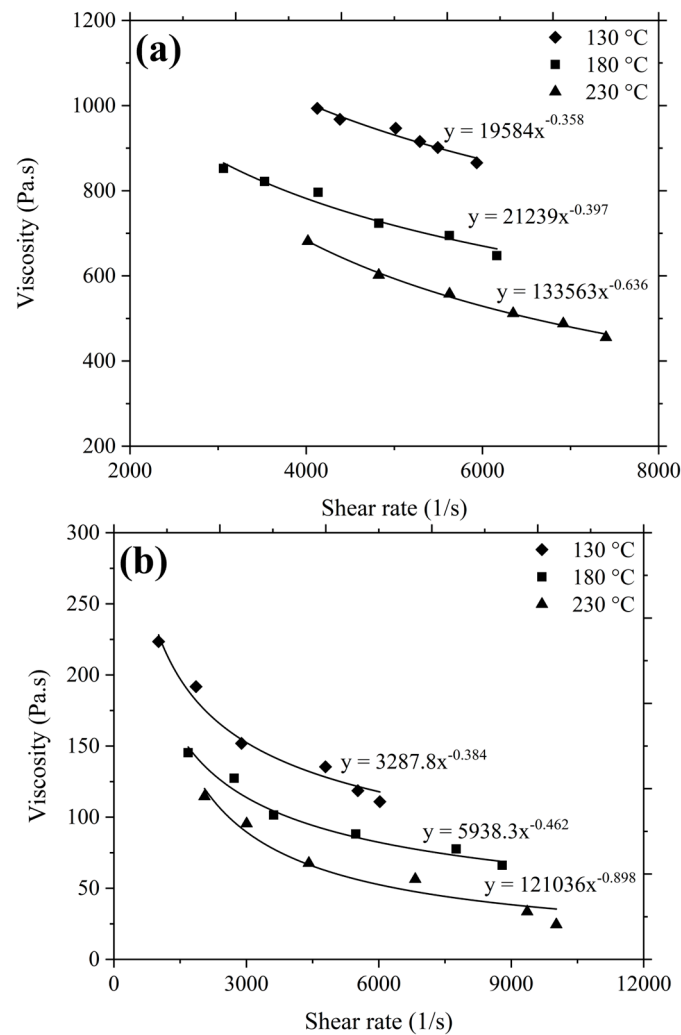 1200
(a)
130 °C
180 °C
230 °C
1000
y = 19584x^-0.358
800
y = 21239x^-0.397
600
y = 133563x^-0.636
400
200
2000 4000 6000 8000
Viscosity (Pa.s)
Shear rate (1/s)
300
(b)
130 °C
180 °C
230 °C
250
200
150
y = 3287.8x^-0.384
100
y = 5938.3x^-0.462
50
y = 121036x^-0.898
0
0 3000 6000 9000 12000
Viscosity (Pa.s)
Shear rate (1/s)